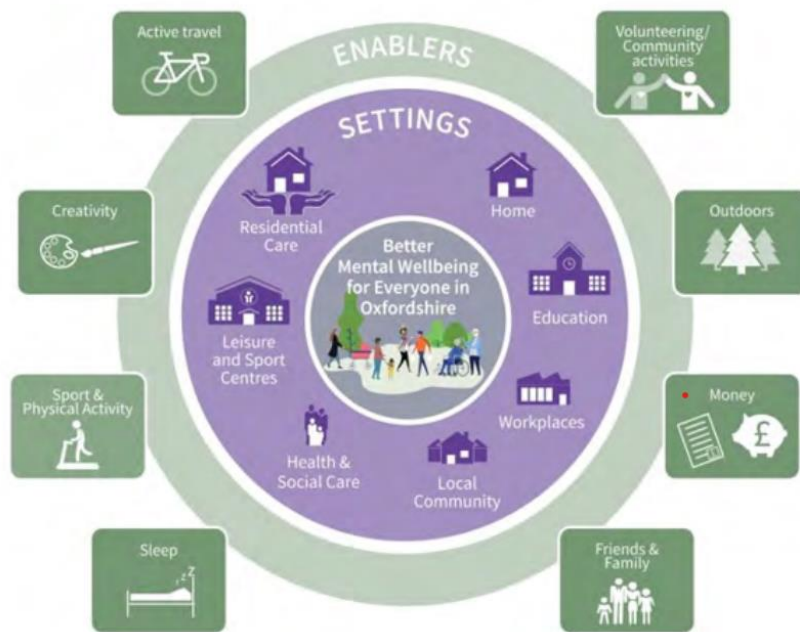 Active travel
ENABLERS
Volunteering/
Community
activities
SETTINGS
Creativity
Residential
Care
Home
Outdoors
Better
Mental Wellbeing
for Everyone in
Oxfordshire
Leisure
and Sport
Centres
Education
Sport &
Physical Activity
Money
£
Workplaces
Health &
Social Care
Local
Community
Sleep
z z Z
Friends &
Family